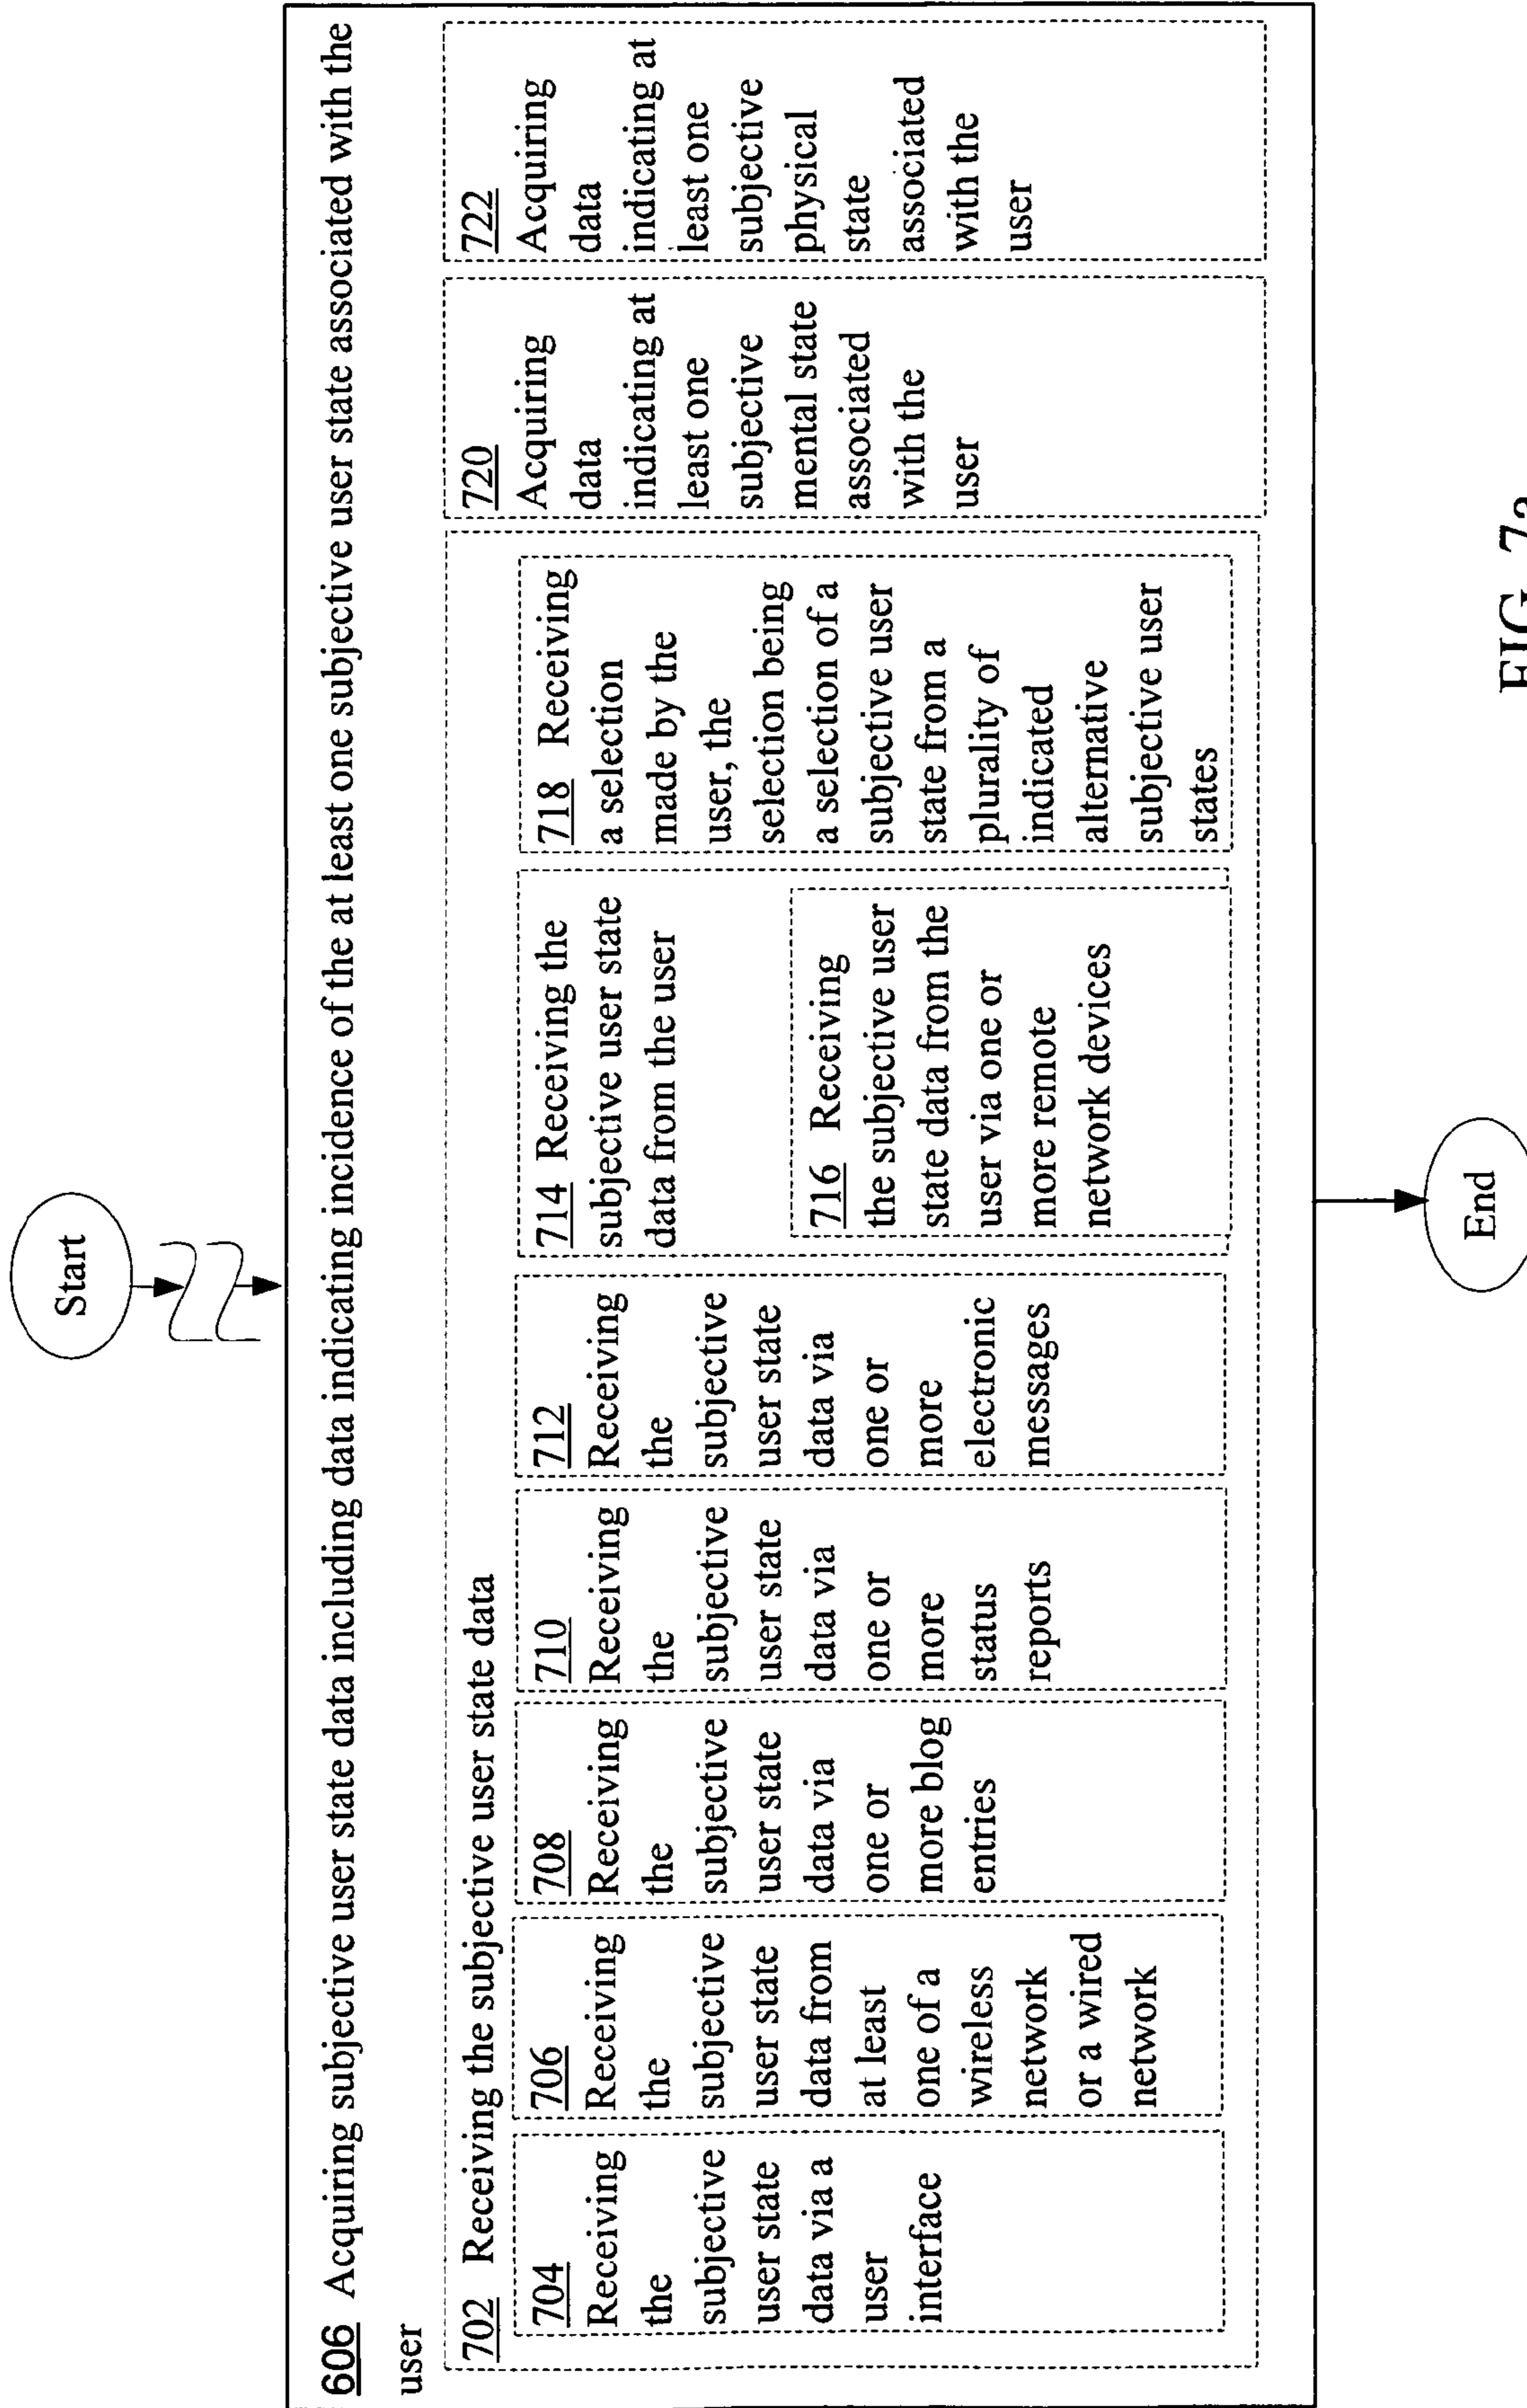 Start
606 Acquiring subjective user state data including data indicating incidence of the at least one subjective user state associated with the
user
702 Receiving the subjective user state data
704
Receiving
the
subjective
user state
data via a
user
interface
706
Receiving
the
subjective
user state
data from
at least
one of a
wireless
network
or a wired
network
708
Receiving
the
subjective
user state
data via
one or
more blog
entries
710
Receiving
the
subjective
user state
data via
one or
more
status
reports
712
Receiving
the
subjective
user state
data via
one or
more
electronic
messages
714 Receiving the
subjective user state
data from the user
716 Receiving
the subjective user
state data from the
user via one or
more remote
network devices
718 Receiving
a selection
made by the
user, the
selection being
a selection of a
subjective user
state from a
plurality of
indicated
alternative
subjective user
states
720
Acquiring
data
indicating at
least one
subjective
mental state
associated
with the
user
722
Acquiring
data
indicating at
least one
subjective
physical
state
associated
with the
user
End
FIG. 7a